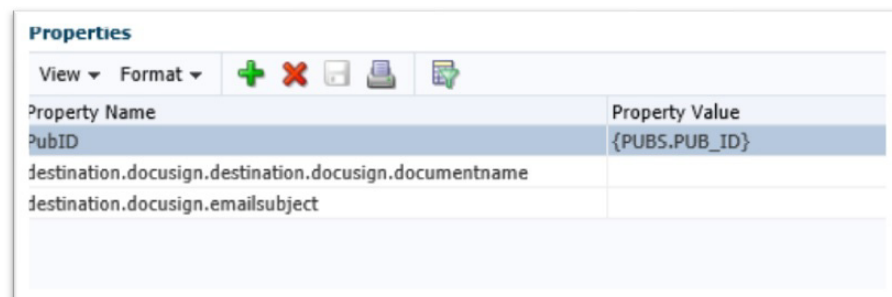 Properties
View Format
Property Name Property Value
PubID {PUBS.PUB_ID}
destination.docusign.destination.docusign.documentname
destination.docusign.emailsubject